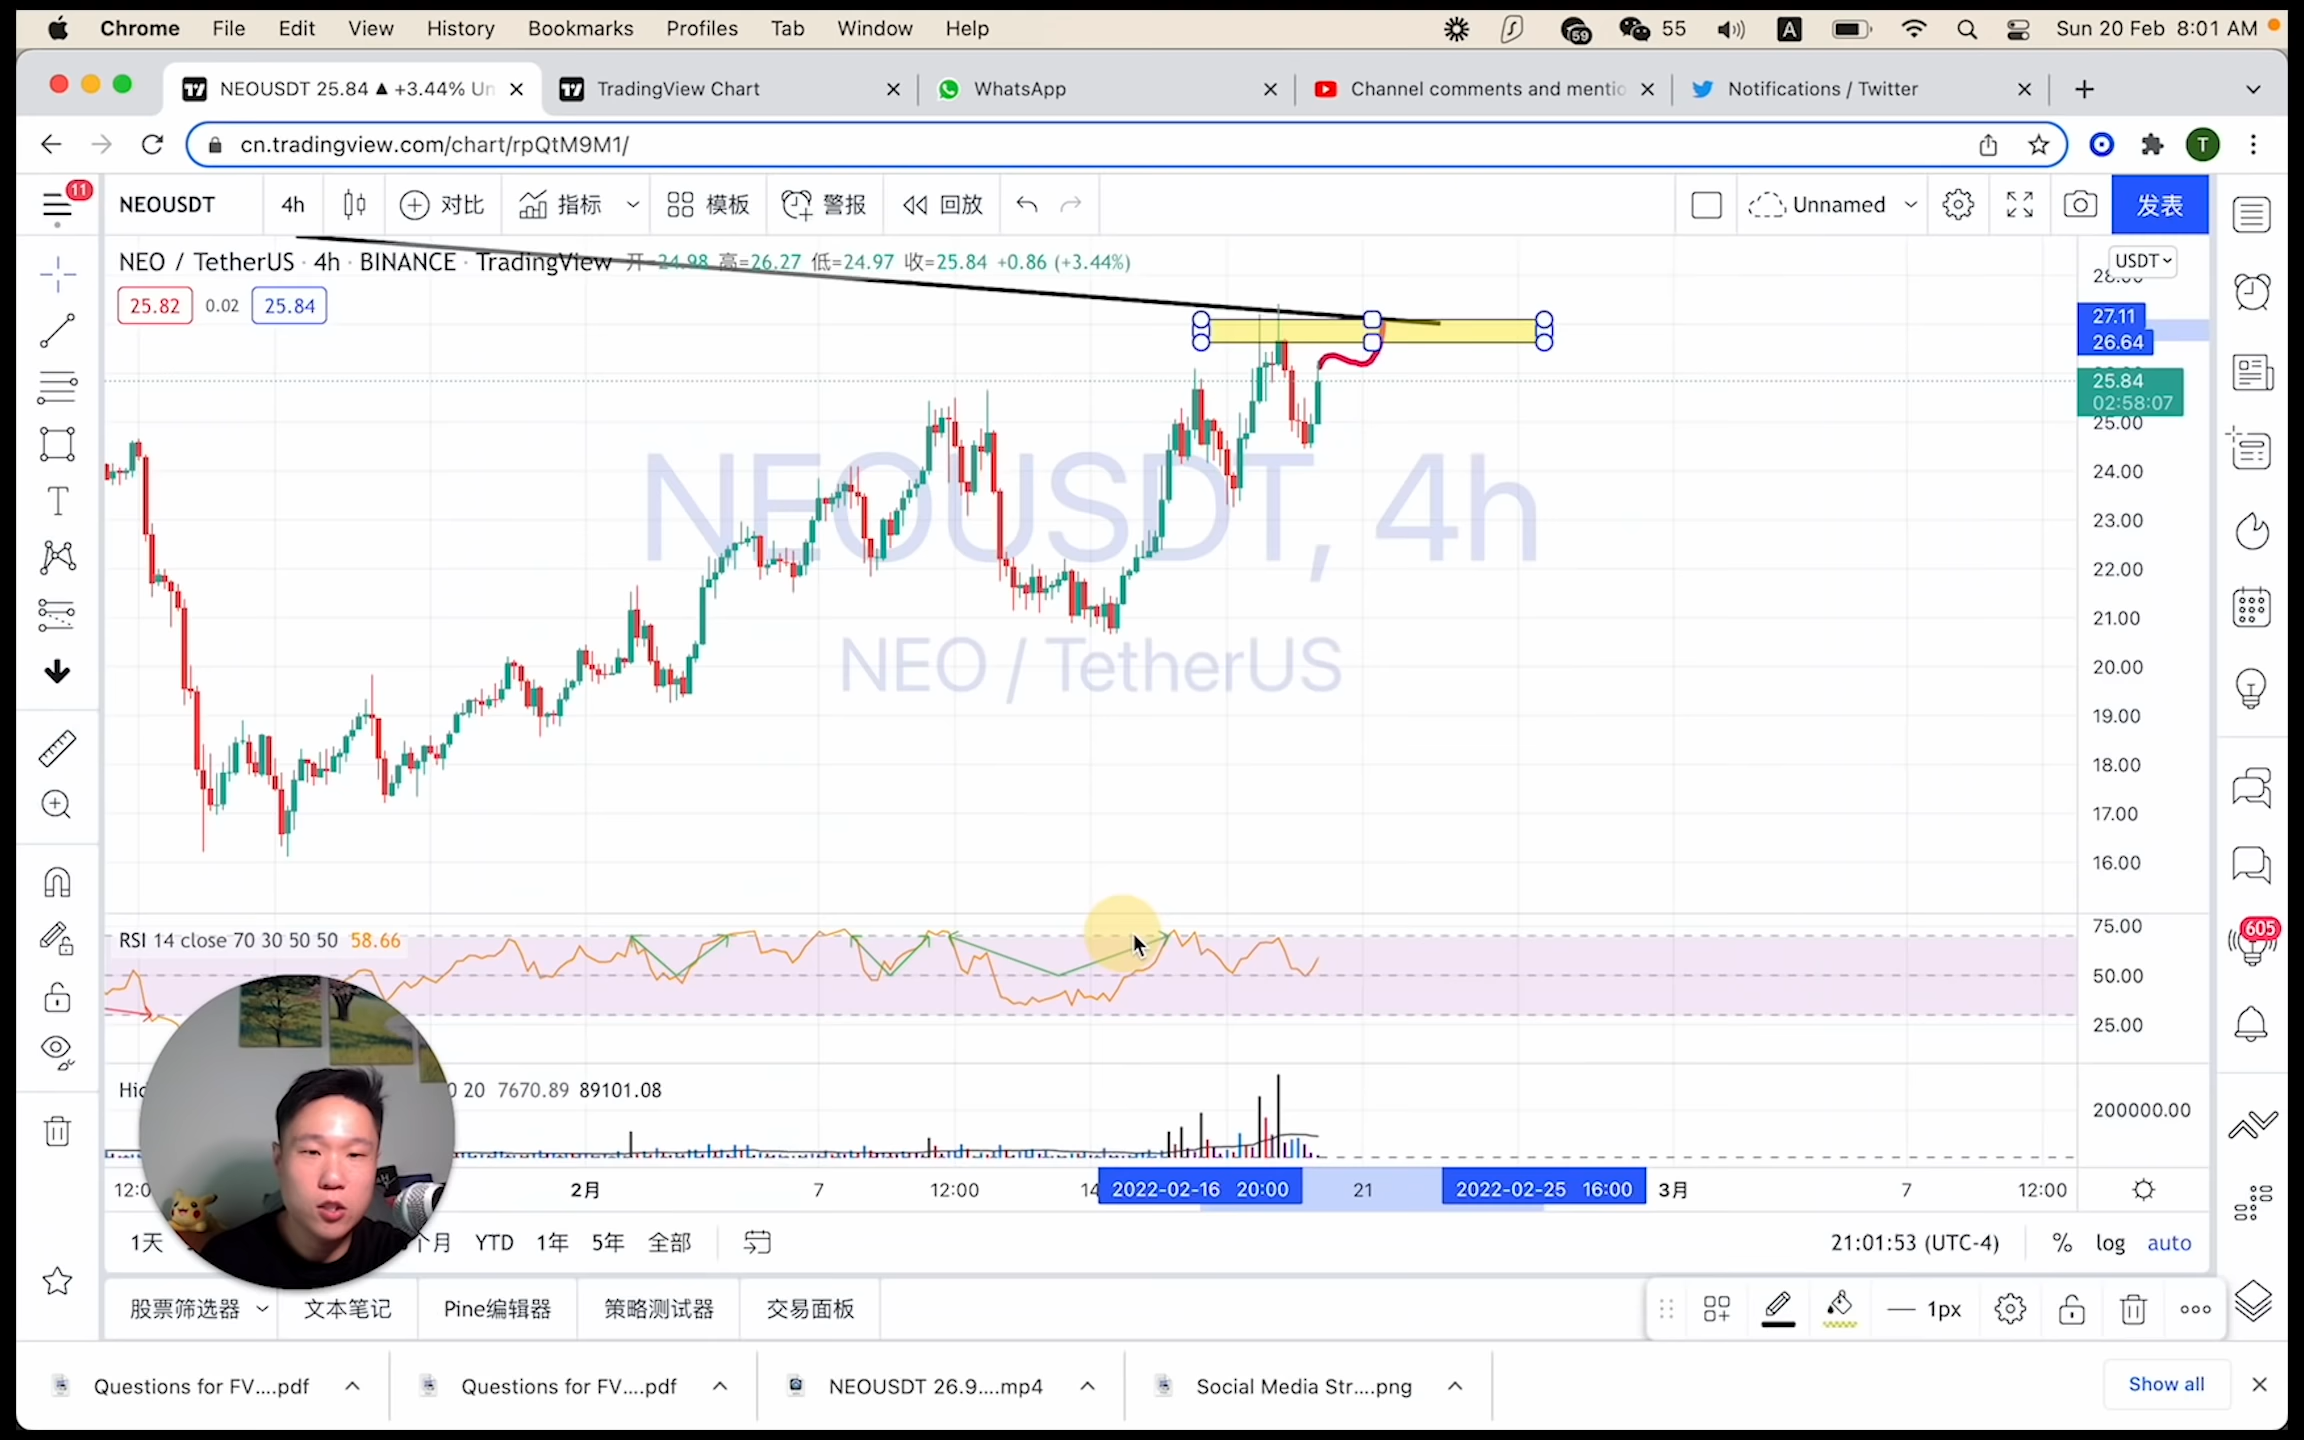 Chrome File Edit View History Bookmarks Profiles Tab Window Help 59 55 A Sun 20 Feb 8:01 AM
NEOUSDT 25.84 ▲ +3.44% Un TradingView Chart WhatsApp Channel comments and mentio Notifications / Twitter
cn.tradingview.com/chart/rpQtM9M1/ T
11 NEOUSDT 4h 对比 指标 模板 警报 回放 Unnamed 发表
NEO / TetherUS · 4h · BINANCE · TradingView 开=24.98 高=26.27 低=24.97 收=25.84 +0.86 (+3.44%) USDT
25.82 0.02 25.84
27.11
26.64
25.84
02:58:07
25.00
24.00
23.00
22.00
21.00
20.00
19.00
18.00
17.00
16.00
NEOUSDT, 4h
NEO / TetherUS
RSI 14 close 70 30 50 50 58.66
75.00
50.00
25.00
605
20 7670.89 89101.08
200000.00
2月 7 12:00 14 2022-02-16 20:00 21 2022-02-25 16:00 3月 7 12:00
1天 个月 YTD 1年 5年 全部 21:01:53 (UTC-4) % log auto
股票筛选器 文本笔记 Pine编辑器 策略测试器 交易面板 1px
Questions for FV....pdf Questions for FV....pdf NEOUSDT 26.9....mp4 Social Media Str....png Show all